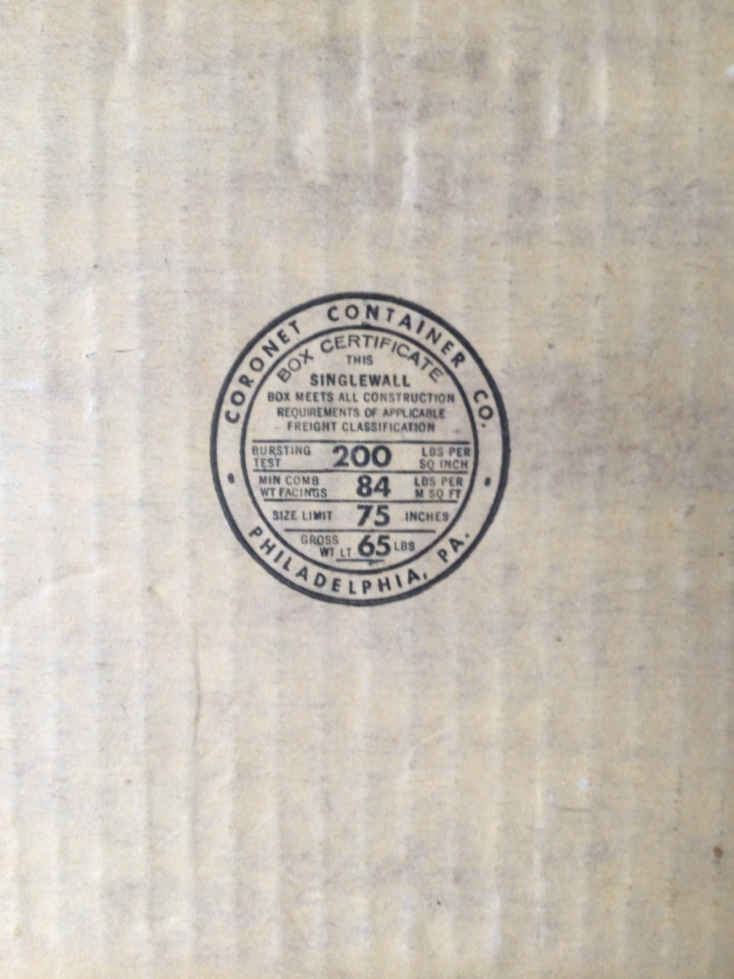 CORONET CONTAINER CO.
BOX CERTIFICATE
THIS
SINGLEWALL
BOX MEETS ALL CONSTRUCTION
REQUIREMENTS OF APPLICABLE
FREIGHT CLASSIFICATION
BURSTING TEST 200 LBS PER SQ INCH
MIN COMB WT FACINGS 84 LBS PER M SQ FT
SIZE LIMIT 75 INCHES
GROSS WT LT 65 LBS
PHILADELPHIA, PA.